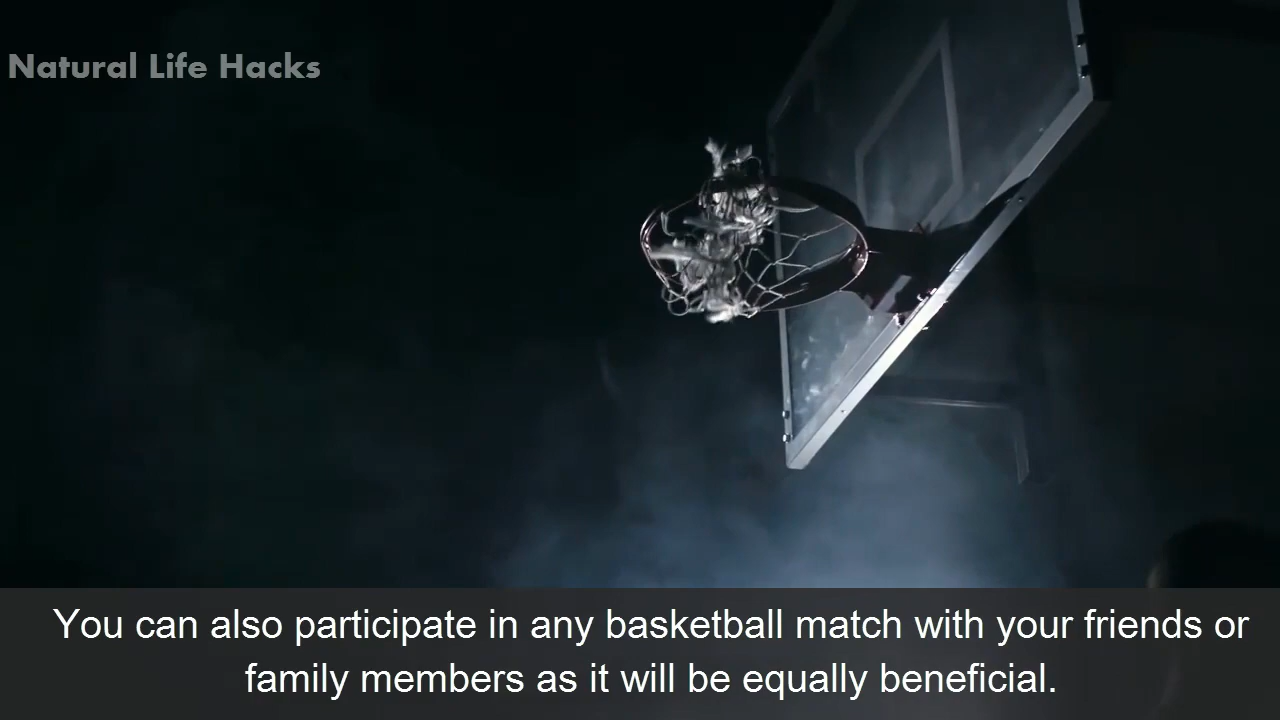 Natural Life Hacks
You can also participate in any basketball match with your friends or
family members as it will be equally beneficial.